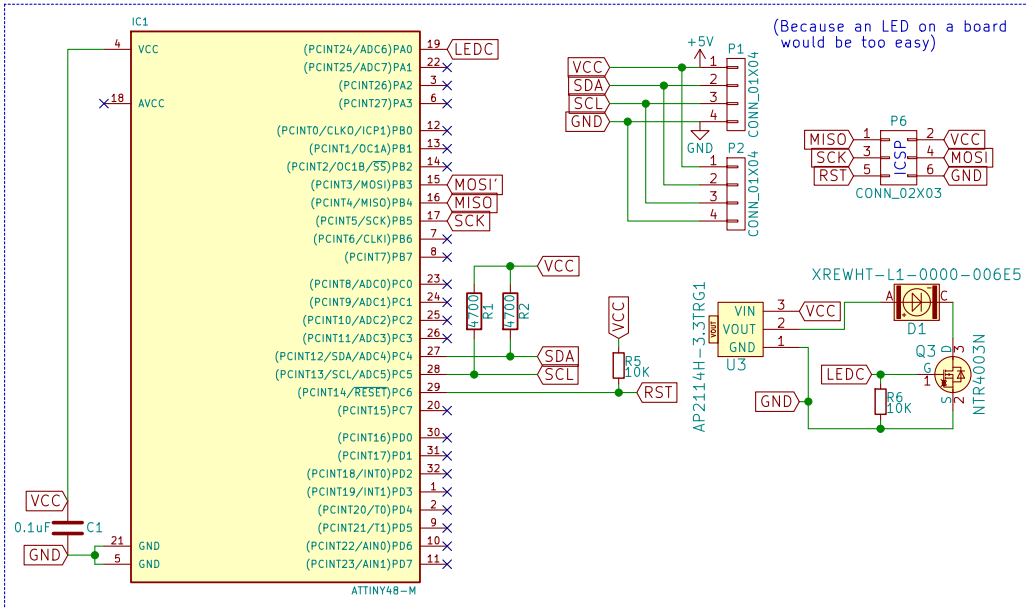 (Because an LED on a board
would be too easy)
IC1
4 VCC
18 AVCC
21 GND
5 GND
(PCINT24/ADC6)PA0 19 LEDC
(PCINT25/ADC7)PA1 22
(PCINT26)PA2 3
(PCINT27)PA3 6
(PCINT0/CLKO/ICP1)PB0 12
(PCINT1/OC1A)PB1 13
(PCINT2/OC1B/SS)PB2 14
(PCINT3/MOSI)PB3 15 MOSI'
(PCINT4/MISO)PB4 16 MISO
(PCINT5/SCK)PB5 17 SCK
(PCINT6/CLKI)PB6 7
(PCINT7)PB7 8
(PCINT8/ADC0)PC0 23
(PCINT9/ADC1)PC1 24
(PCINT10/ADC2)PC2 25
(PCINT11/ADC3)PC3 26
(PCINT12/SDA/ADC4)PC4 27 SDA
(PCINT13/SCL/ADC5)PC5 28 SCL
(PCINT14/RESET)PC6 29 RST
(PCINT15)PC7 20
(PCINT16)PD0 30
(PCINT17)PD1 31
(PCINT18/INT0)PD2 32
(PCINT19/INT1)PD3 1
(PCINT20/T0)PD4 2
(PCINT21/T1)PD5 9
(PCINT22/AIN0)PD6 10
(PCINT23/AIN1)PD7 11
ATTINY48-M
VCC
0.1uF C1
GND
VCC
4700 R1
4700 R2
VCC
R5
10K
+5V
P1
VCC 1
SDA 2
SCL 3
GND 4
CONN_01X04
GND
P2
1
2
3
4
CONN_01X04
P6
MISO 1 2 VCC
SCK 3 4 MOSI
RST 5 6 GND
ICSP
CONN_02X03
XREWHT-L1-0000-006E5
A C
D1
AP2114H-3.3TRG1
VOUT
VIN 3 VCC
VOUT 2
GND 1
U3
GND
LEDC
R6
10K
Q3
D 3
G 1
S 2
NTR4003N